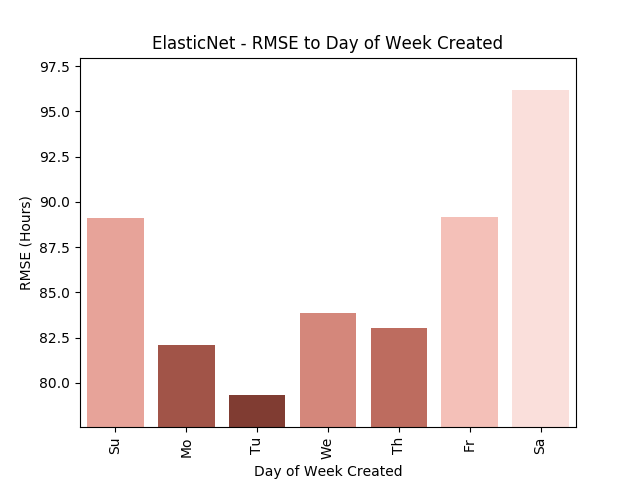 ElasticNet - RMSE to Day of Week Created
97.5
95.0
92.5
90.0
87.5
85.0
82.5
80.0
RMSE (Hours)
Su
Mo
Tu
We
Th
Fr
Sa
Day of Week Created